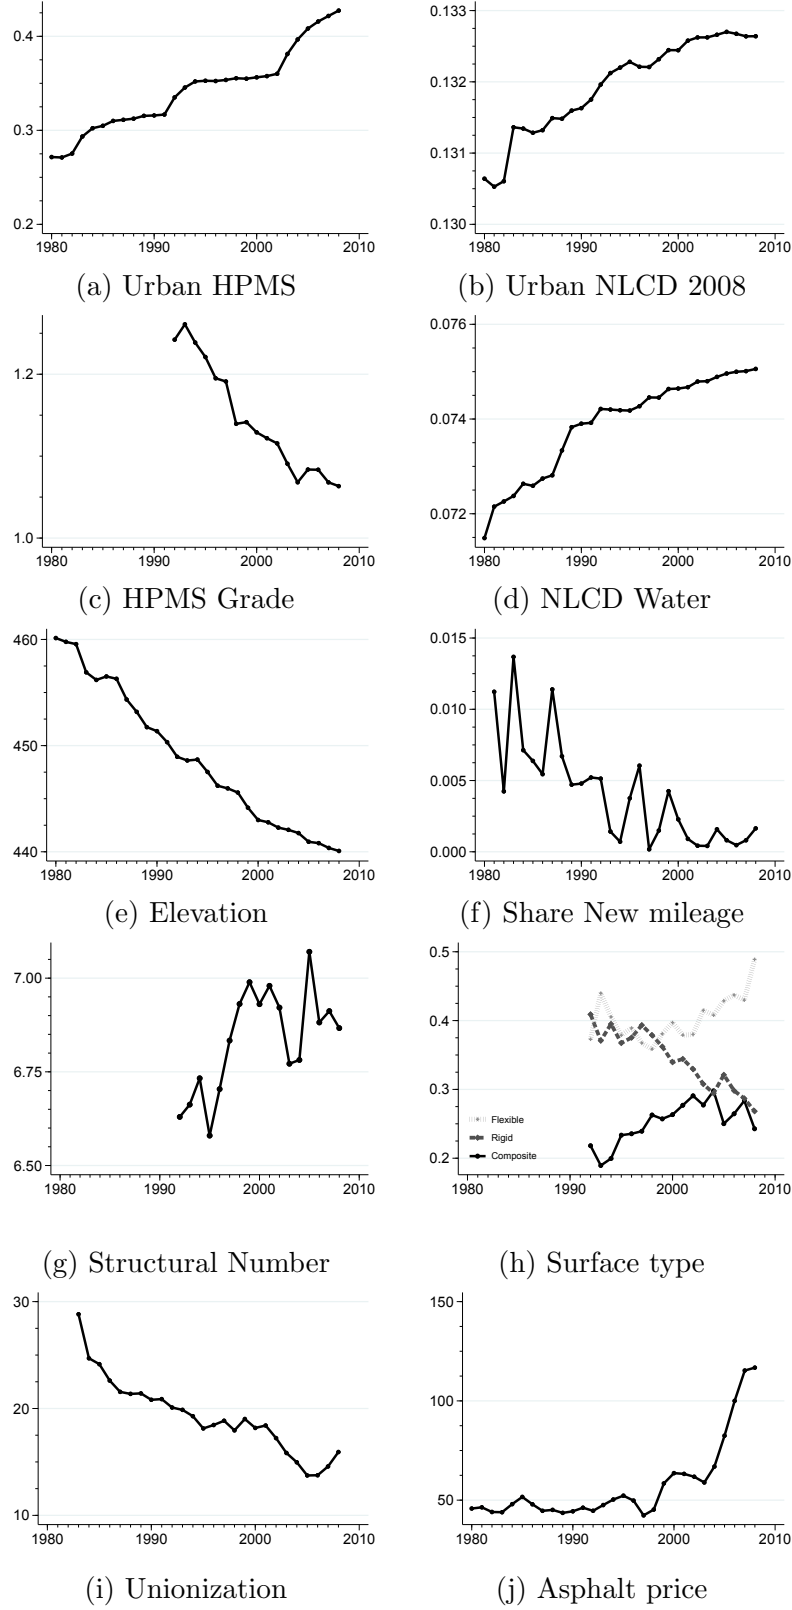 0.4
0.3
0.2
1980 1990 2000 2010
(a) Urban HPMS
0.133
0.132
0.131
0.130
1980 1990 2000 2010
(b) Urban NLCD 2008
1.2
1.0
1980 1990 2000 2010
(c) HPMS Grade
0.076
0.074
0.072
1980 1990 2000 2010
(d) NLCD Water
460
450
440
1980 1990 2000 2010
(e) Elevation
0.015
0.010
0.005
0.000
1980 1990 2000 2010
(f) Share New mileage
7.00
6.75
6.50
1980 1990 2000 2010
(g) Structural Number
0.5
0.4
0.3
0.2
Flexible
Rigid
Composite
1980 1990 2000 2010
(h) Surface type
30
20
10
1980 1990 2000 2010
(i) Unionization
150
100
50
1980 1990 2000 2010
(j) Asphalt price